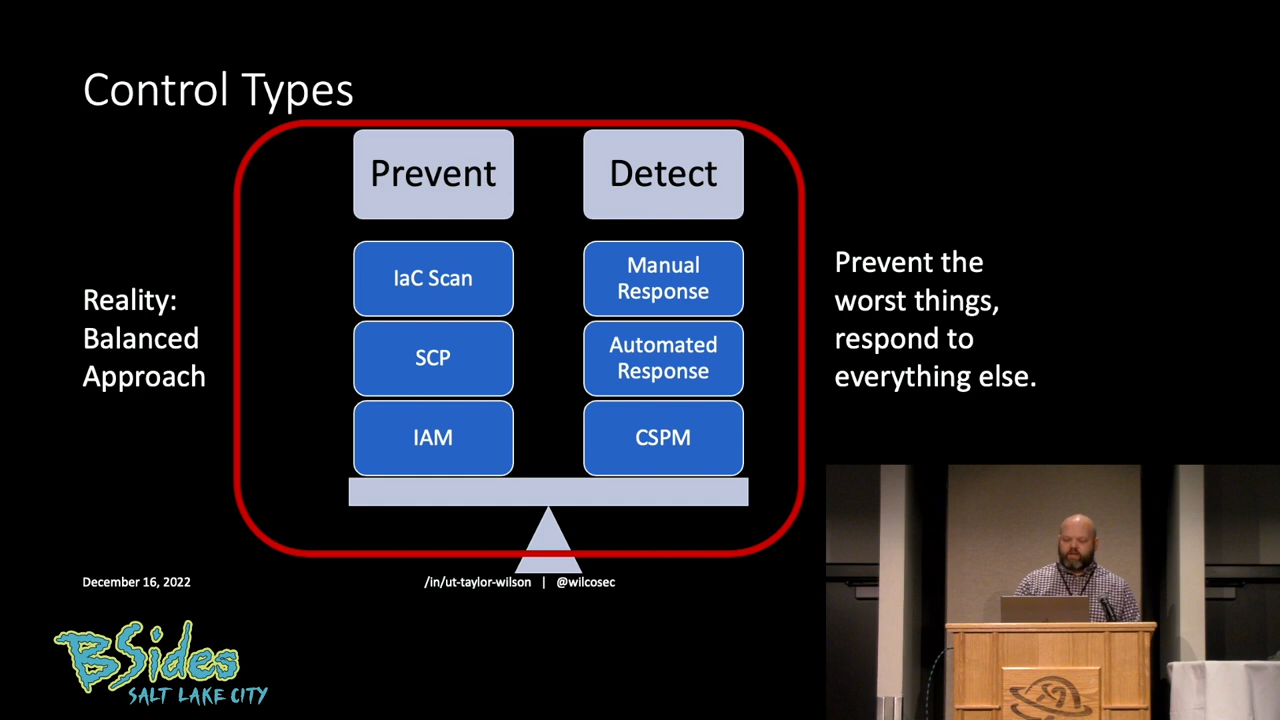 Control Types
Prevent
Detect
IaC Scan
Manual
Response
SCP
Automated
Response
IAM
CSPM
Reality:
Balanced
Approach
Prevent the
worst things,
respond to
everything else.
December 16, 2022
/in/ut-taylor-wilson | @wilcosec
BSides
SALT LAKE CITY